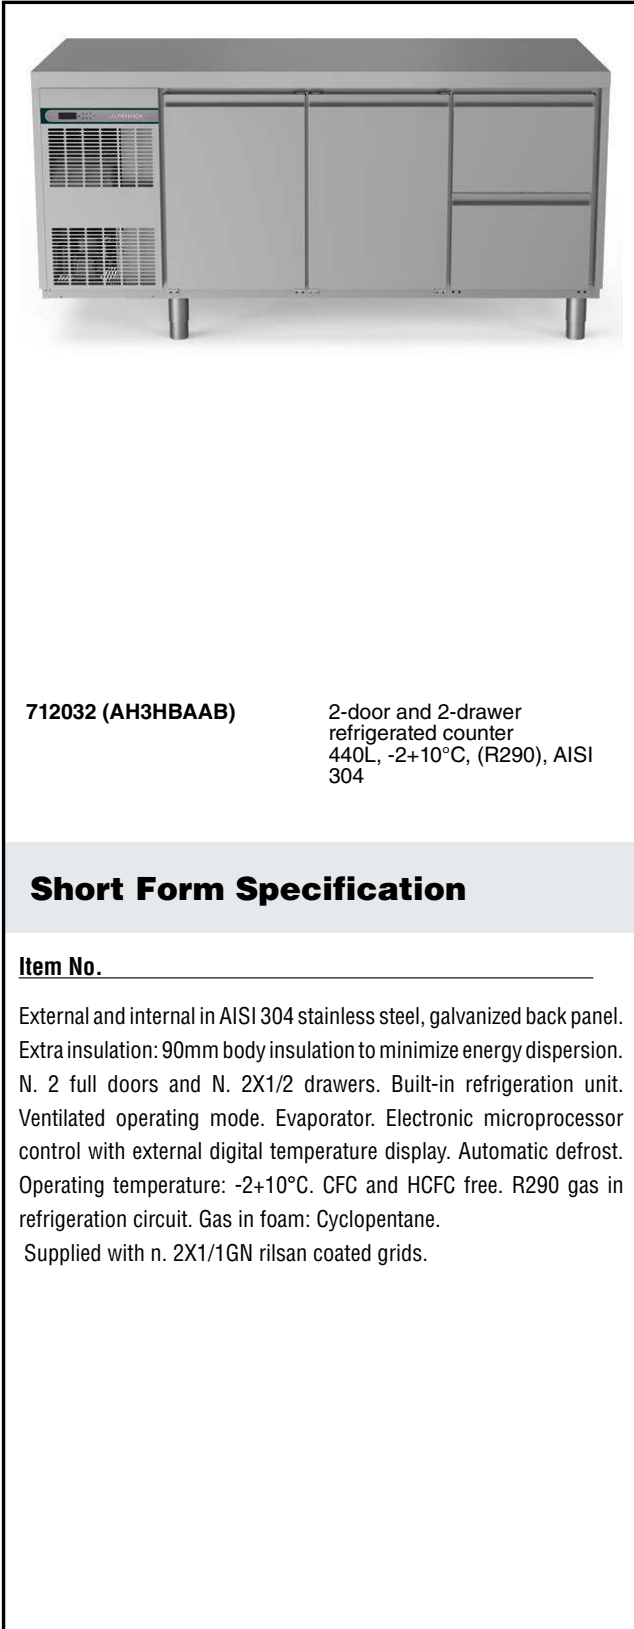 ALPENINOX
712032 (AH3HBAAB)
2-door and 2-drawer
refrigerated counter
440L, -2+10°C, (R290), AISI
304
Short Form Specification
Item No.
External and internal in AISI 304 stainless steel, galvanized back panel.
Extra insulation: 90mm body insulation to minimize energy dispersion.
N. 2 full doors and N. 2X1/2 drawers. Built-in refrigeration unit.
Ventilated operating mode. Evaporator. Electronic microprocessor
control with external digital temperature display. Automatic defrost.
Operating temperature: -2+10°C. CFC and HCFC free. R290 gas in
refrigeration circuit. Gas in foam: Cyclopentane.
Supplied with n. 2X1/1GN rilsan coated grids.